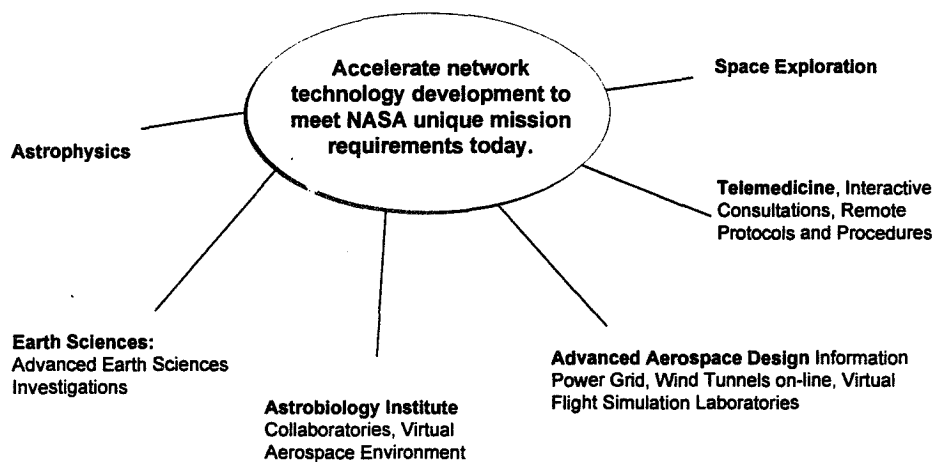 Accelerate network
technology development to
meet NASA unique mission
requirements today.
Space Exploration
Astrophysics
Telemedicine, Interactive
Consultations, Remote
Protocols and Procedures
Earth Sciences:
Advanced Earth Sciences
Investigations
Advanced Aerospace Design Information
Power Grid, Wind Tunnels on-line, Virtual
Flight Simulation Laboratories
Astrobiology Institute
Collaboratories, Virtual
Aerospace Environment